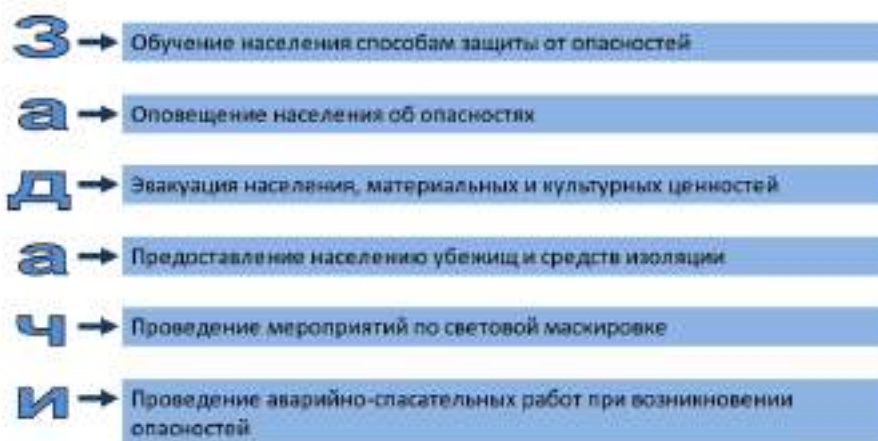 З Обучение населения способам защиты от опасностей
а Оповещение населения об опасностях
д Эвакуация населения, материальных и культурных ценностей
а Предоставление населению убежищ и средств изоляции
ч Проведение мероприятий по световой маскировке
и Проведение аварийно-спасательных работ при возникновении
опасностей